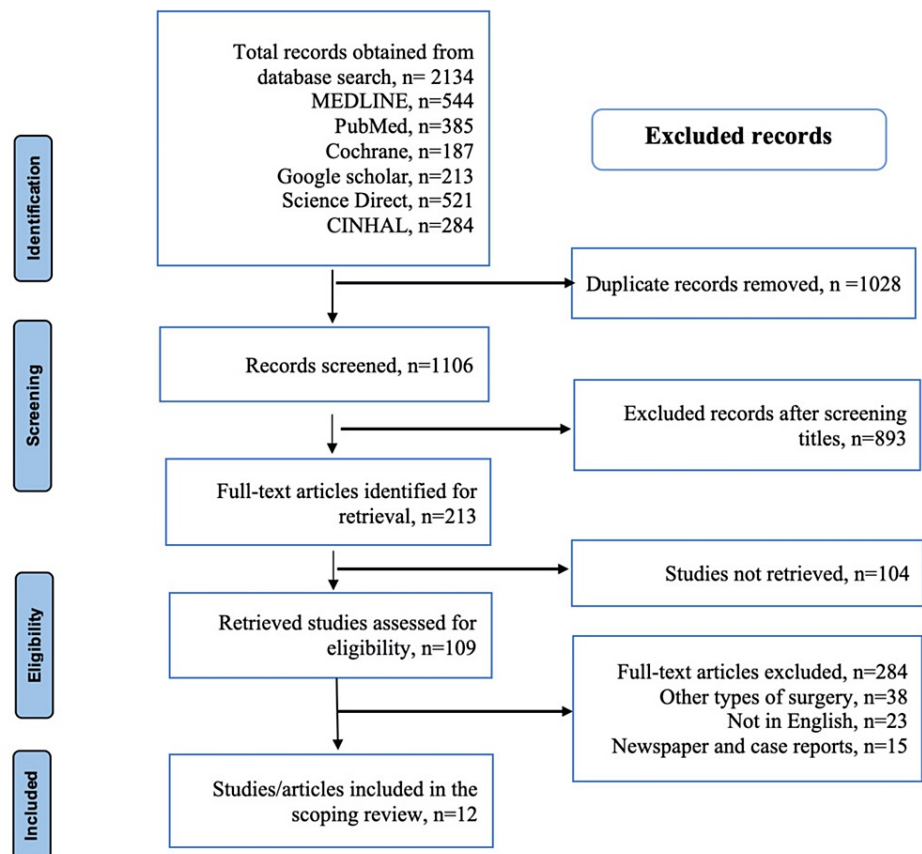 Total records obtained from
database search, n= 2134
MEDLINE, n=544
PubMed, n=385
Cochrane, n=187
Google scholar, n=213
Science Direct, n=521
CINHAL, n=284
Excluded records
Identification
Duplicate records removed, n =1028
Screening
Records screened, n=1106
Excluded records after screening
titles, n=893
Full-text articles identified for
retrieval, n=213
Studies not retrieved, n=104
Eligibility
Retrieved studies assessed for
eligibility, n=109
Full-text articles excluded, n=284
Other types of surgery, n=38
Not in English, n=23
Newspaper and case reports, n=15
Included
Studies/articles included in the
scoping review, n=12